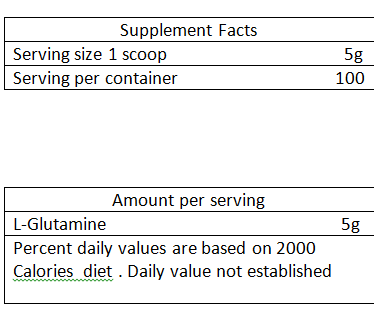 Supplement Facts
Serving size 1 scoop 5g
Serving per container 100
Amount per serving
L-Glutamine 5g
Percent daily values are based on 2000
Calories diet . Daily value not established